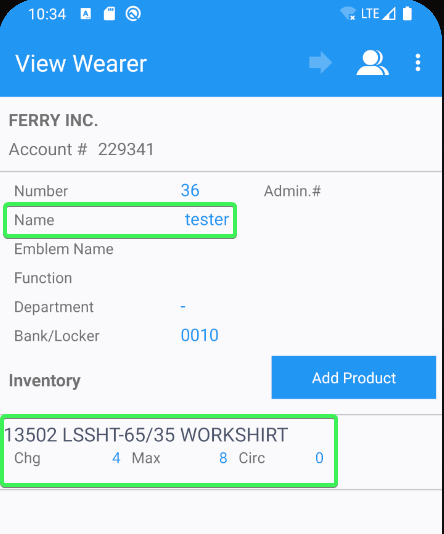 10:34 LTE
View Wearer
FERRY INC.
Account # 229341
Number 36 Admin.#
Name tester
Emblem Name
Function
Department -
Bank/Locker 0010
Inventory Add Product
13502 LSSHT-65/35 WORKSHIRT
Chg 4 Max 8 Circ 0